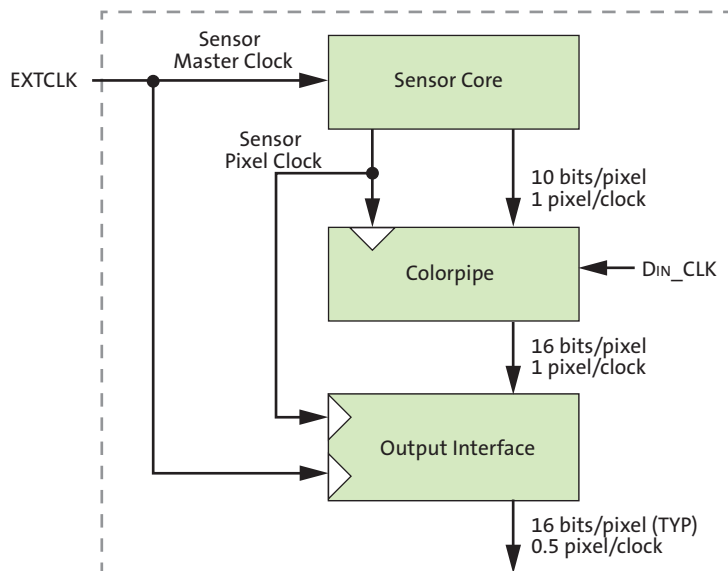 Sensor
Master Clock
EXTCLK
Sensor Core
Sensor
Pixel Clock
10 bits/pixel
1 pixel/clock
Colorpipe
DIN_CLK
16 bits/pixel
1 pixel/clock
Output Interface
16 bits/pixel (TYP)
0.5 pixel/clock